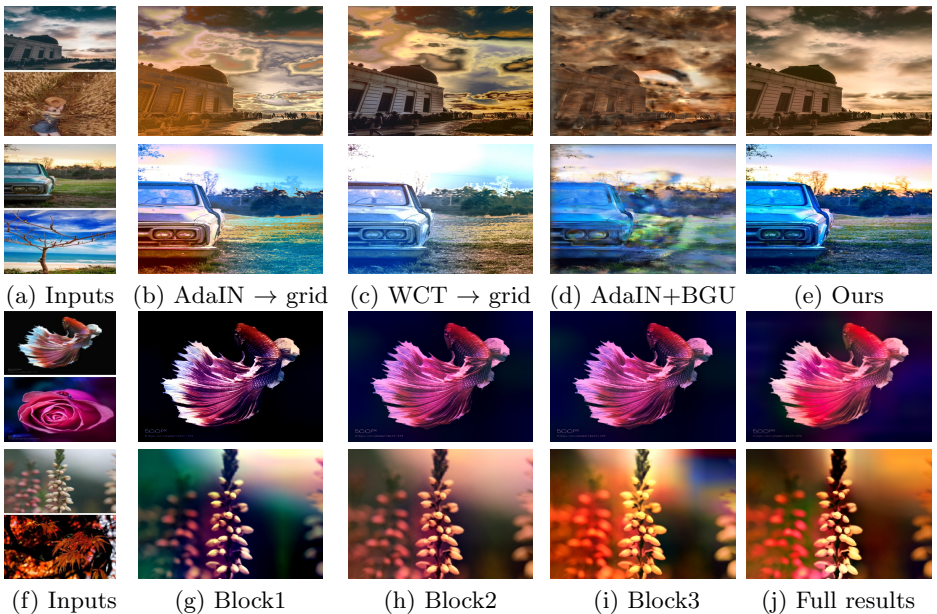 (a) Inputs (b) AdaIN → grid (c) WCT → grid (d) AdaIN+BGU (e) Ours
(f) Inputs (g) Block1 (h) Block2 (i) Block3 (j) Full results